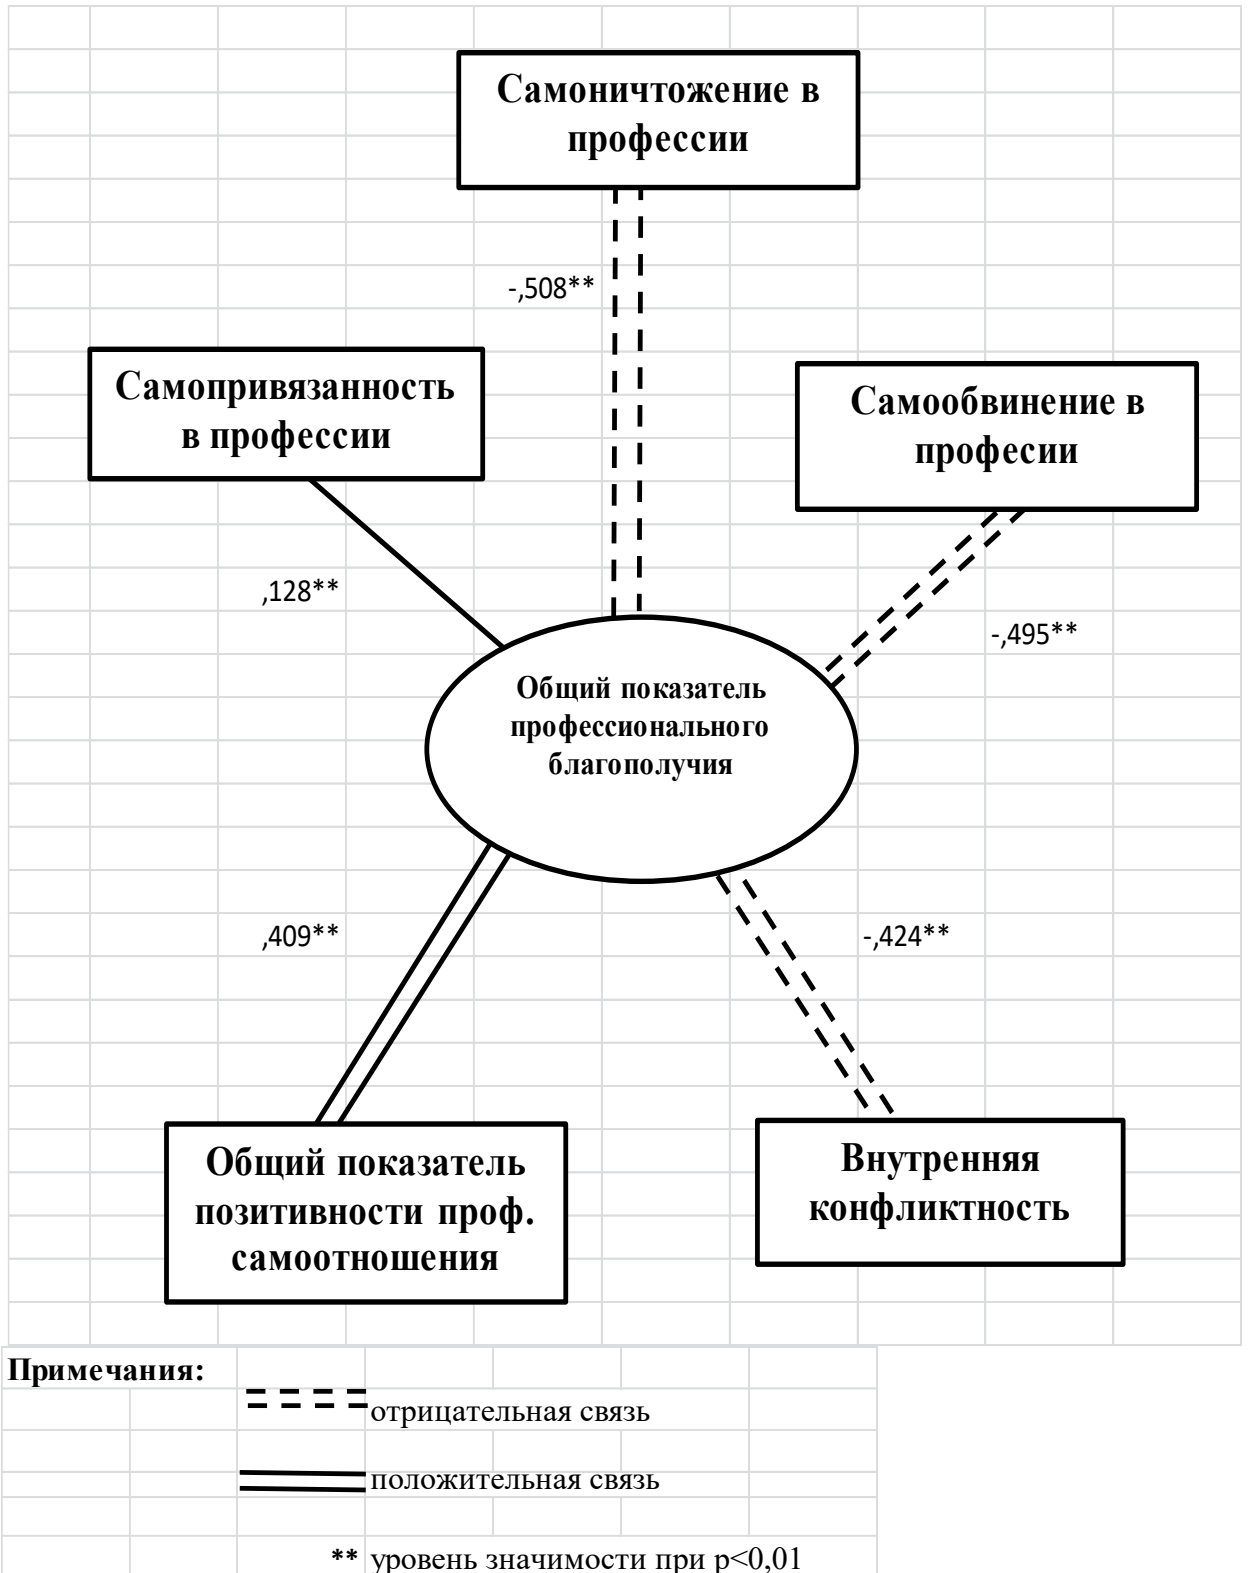 Самоничтожение в
профессии
-,508**
Самопривязанность
в профессии
Самообвинение в
професии
,128**
-,495**
Общий показатель
профессионального
благополучия
,409**
-,424**
Общий показатель
позитивности проф.
самоотношения
Внутренняя
конфликтность
Примечания:
отрицательная связь
положительная связь
** уровень значимости при p<0,01